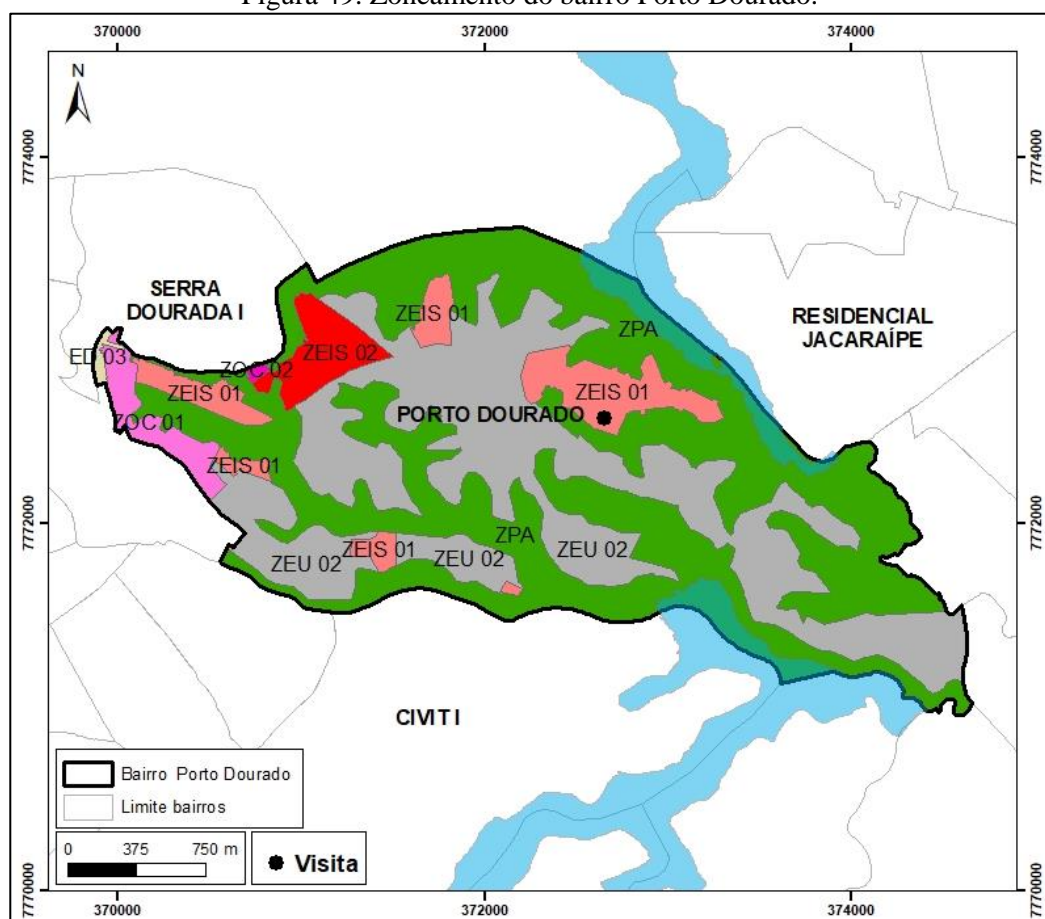 Figura 49. Zoneamento do bairro Porto Dourado.
370000
372000
374000
N
7774000
7774000
SERRA
DOURADA I
RESIDENCIAL
JACARAÍPE
ZEIS 01
ZPA
ZEIS 02
ED 03
ZOC 02
ZEIS 01
ZEIS 01
PORTO DOURADO
ZOC 01
ZEIS 01
7772000
7772000
ZPA
ZEIS 01
ZEU 02
ZEU 02
ZEU 02
CIVIT I
Bairro Porto Dourado
Limite bairros
0 375 750 m
Visita
7770000
7770000
370000
372000
374000